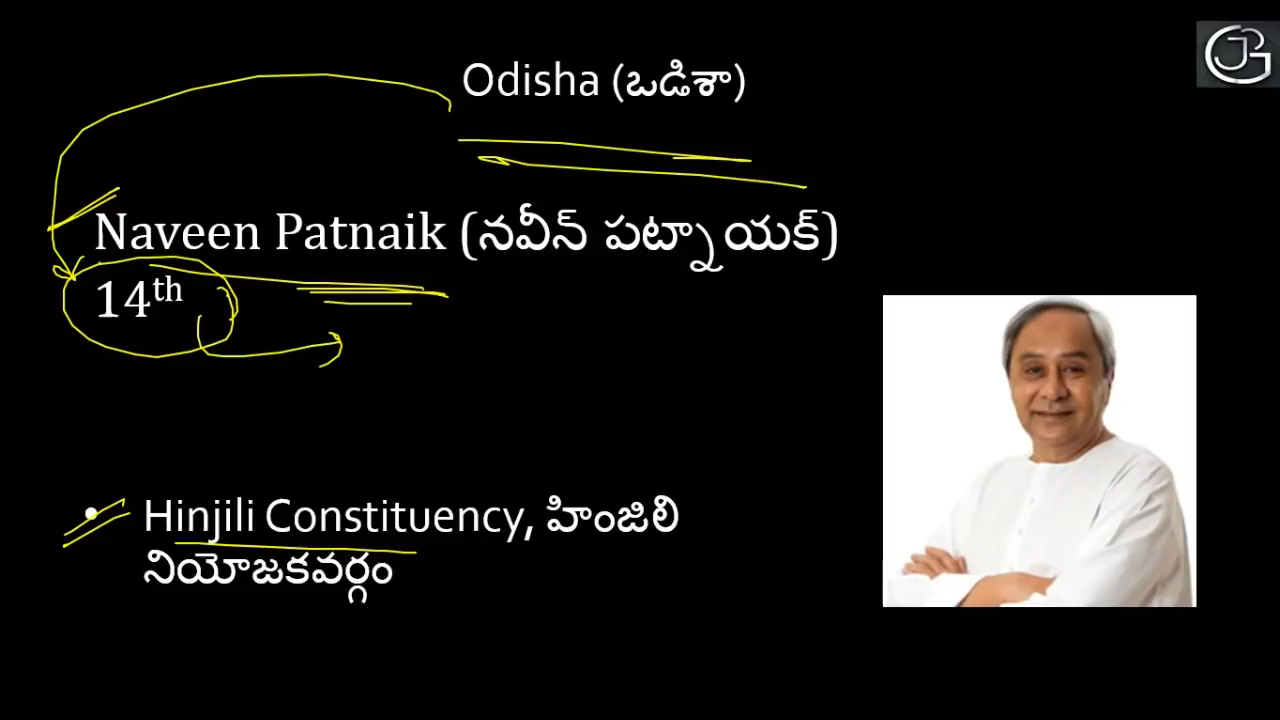 Odisha (ఒడిశా)
Naveen Patnaik (నవీన్ పట్నాయక్)
14th
Hinjili Constituency, హింజిలి
నియోజకవర్గం